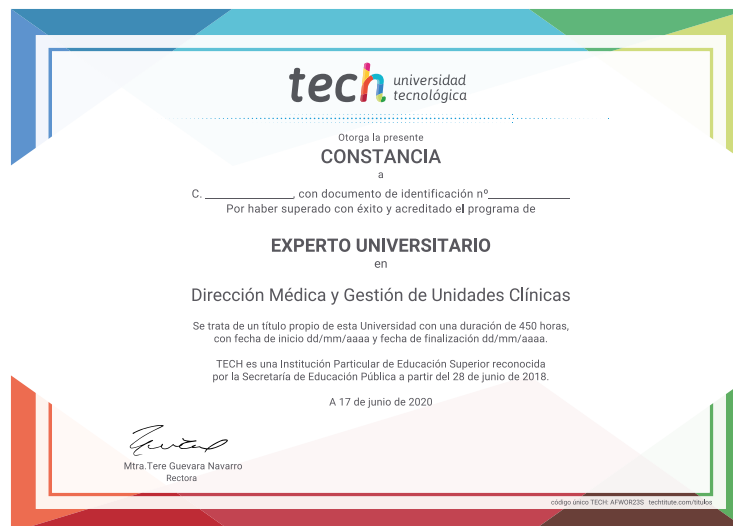 tech universidad
tecnológica
Otorga la presente
CONSTANCIA
a
C. ______________, con documento de identificación nº______________
Por haber superado con éxito y acreditado el programa de
EXPERTO UNIVERSITARIO
en
Dirección Médica y Gestión de Unidades Clínicas
Se trata de un título propio de esta Universidad con una duración de 450 horas,
con fecha de inicio dd/mm/aaaa y fecha de finalización dd/mm/aaaa.
TECH es una Institución Particular de Educación Superior reconocida
por la Secretaría de Educación Pública a partir del 28 de junio de 2018.
A 17 de junio de 2020
Mtra.Tere Guevara Navarro
Rectora
código único TECH: AFWOR23S techtitute.com/titulos